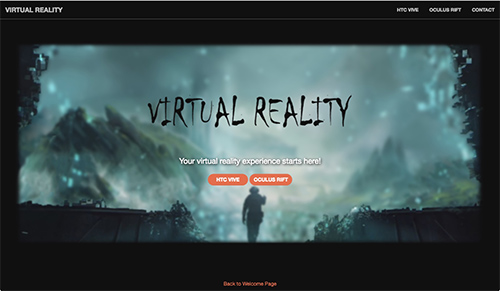 VIRTUAL REALITY
HTC VIVE OCULUS RIFT CONTACT
VIRTUAL REALITY
Your virtual reality experience starts here!
HTC VIVE OCULUS RIFT
Back to Welcome Page